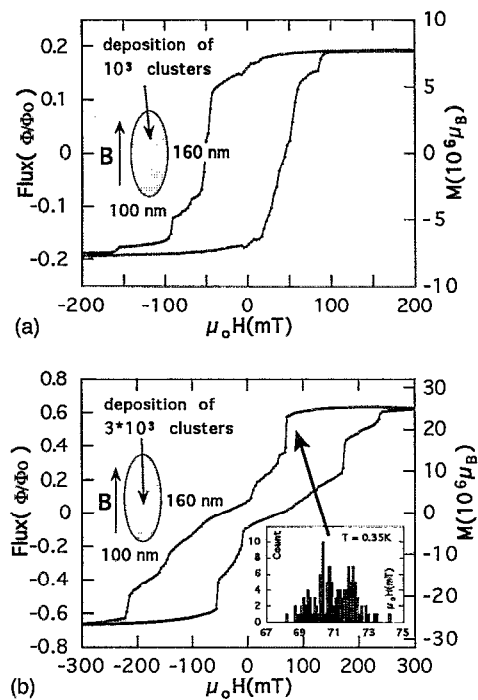 deposition of
10³ clusters
B
160 nm
100 nm
Flux( Φ/Φo )
0.2
0.1
0
-0.1
-0.2
M(10⁶μB)
10
5
0
-5
-10
-200 -100 0 100 200
μₒH(mT)
(a)
deposition of
3*10³ clusters
B
160 nm
100 nm
Flux( Φ/Φo )
0.8
0.6
0.4
0.2
0
-0.2
-0.4
-0.6
-0.8
M(10⁶μB)
30
20
10
0
-10
-20
-30
Count
T = 0.35K
10
8
6
4
2
0
μₒH(mT)
67 69 71 73 75
-300 -200 -100 0 100 200 300
μₒH(mT)
(b)